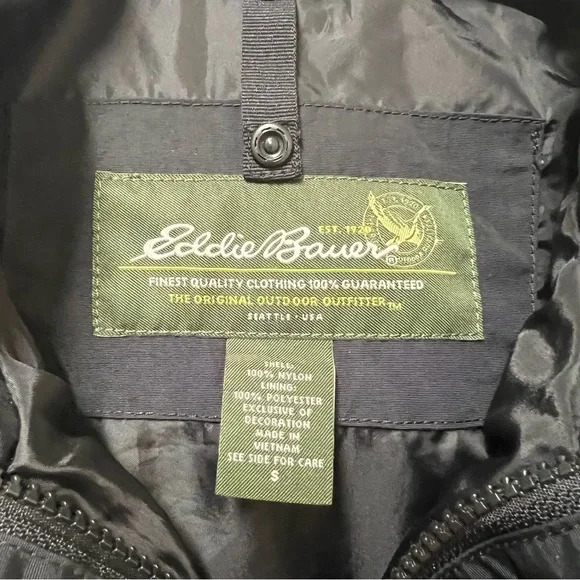 EST. 1920
Eddie Bauer®
FINEST QUALITY CLOTHING 100% GUARANTEED
THE ORIGINAL OUTDOOR OUTFITTER™
SEATTLE • USA
SHELL:
100% NYLON
LINING:
100% POLYESTER
EXCLUSIVE OF
DECORATION
MADE IN
VIETNAM
SEE SIDE FOR CARE
S